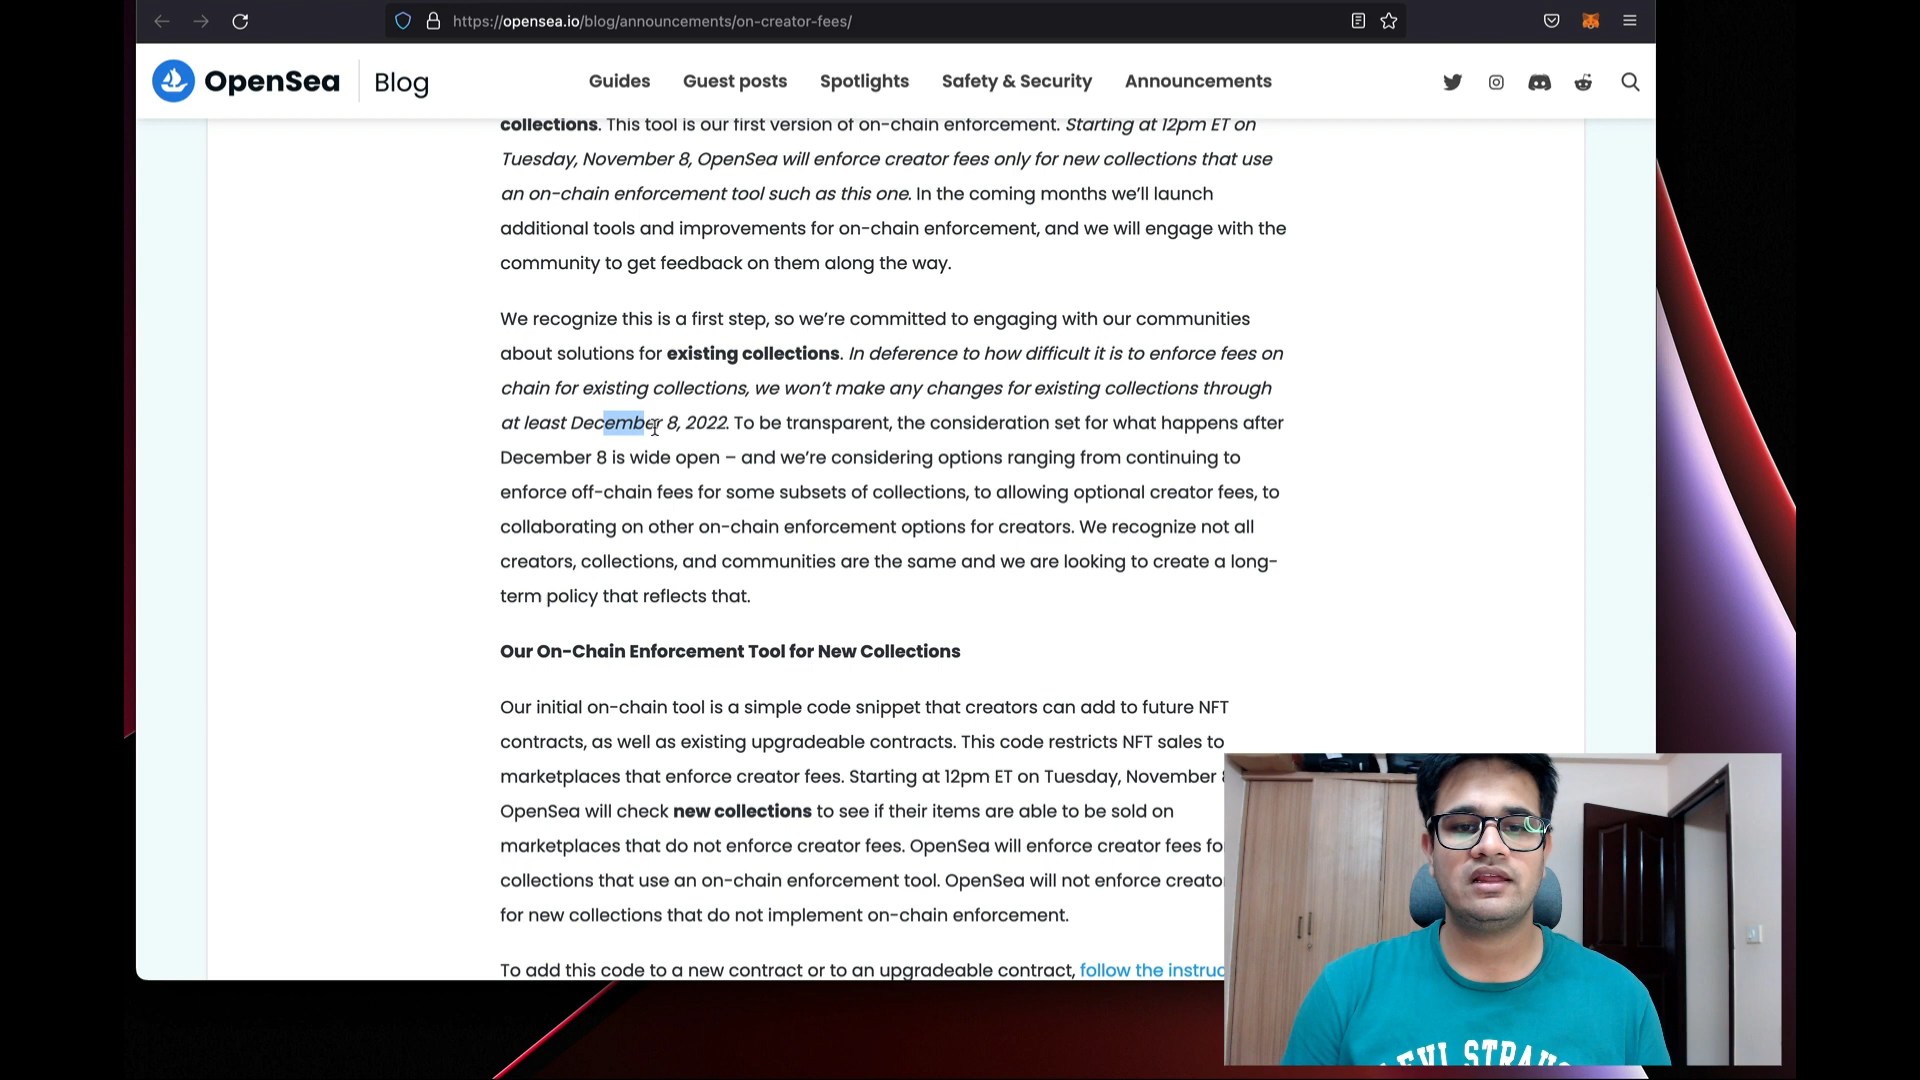 https://opensea.io/blog/announcements/on-creator-fees/
OpenSea Blog Guides Guest posts Spotlights Safety & Security Announcements
collections. This tool is our first version of on-chain enforcement. Starting at 12pm ET on
Tuesday, November 8, OpenSea will enforce creator fees only for new collections that use
an on-chain enforcement tool such as this one. In the coming months we’ll launch
additional tools and improvements for on-chain enforcement, and we will engage with the
community to get feedback on them along the way.
We recognize this is a first step, so we’re committed to engaging with our communities
about solutions for existing collections. In deference to how difficult it is to enforce fees on
chain for existing collections, we won’t make any changes for existing collections through
at least December 8, 2022. To be transparent, the consideration set for what happens after
December 8 is wide open – and we’re considering options ranging from continuing to
enforce off-chain fees for some subsets of collections, to allowing optional creator fees, to
collaborating on other on-chain enforcement options for creators. We recognize not all
creators, collections, and communities are the same and we are looking to create a long-
term policy that reflects that.
Our On-Chain Enforcement Tool for New Collections
Our initial on-chain tool is a simple code snippet that creators can add to future NFT
contracts, as well as existing upgradeable contracts. This code restricts NFT sales to
marketplaces that enforce creator fees. Starting at 12pm ET on Tuesday, November
OpenSea will check new collections to see if their items are able to be sold on
marketplaces that do not enforce creator fees. OpenSea will enforce creator fees fo
collections that use an on-chain enforcement tool. OpenSea will not enforce creato
for new collections that do not implement on-chain enforcement.
To add this code to a new contract or to an upgradeable contract, follow the instruc